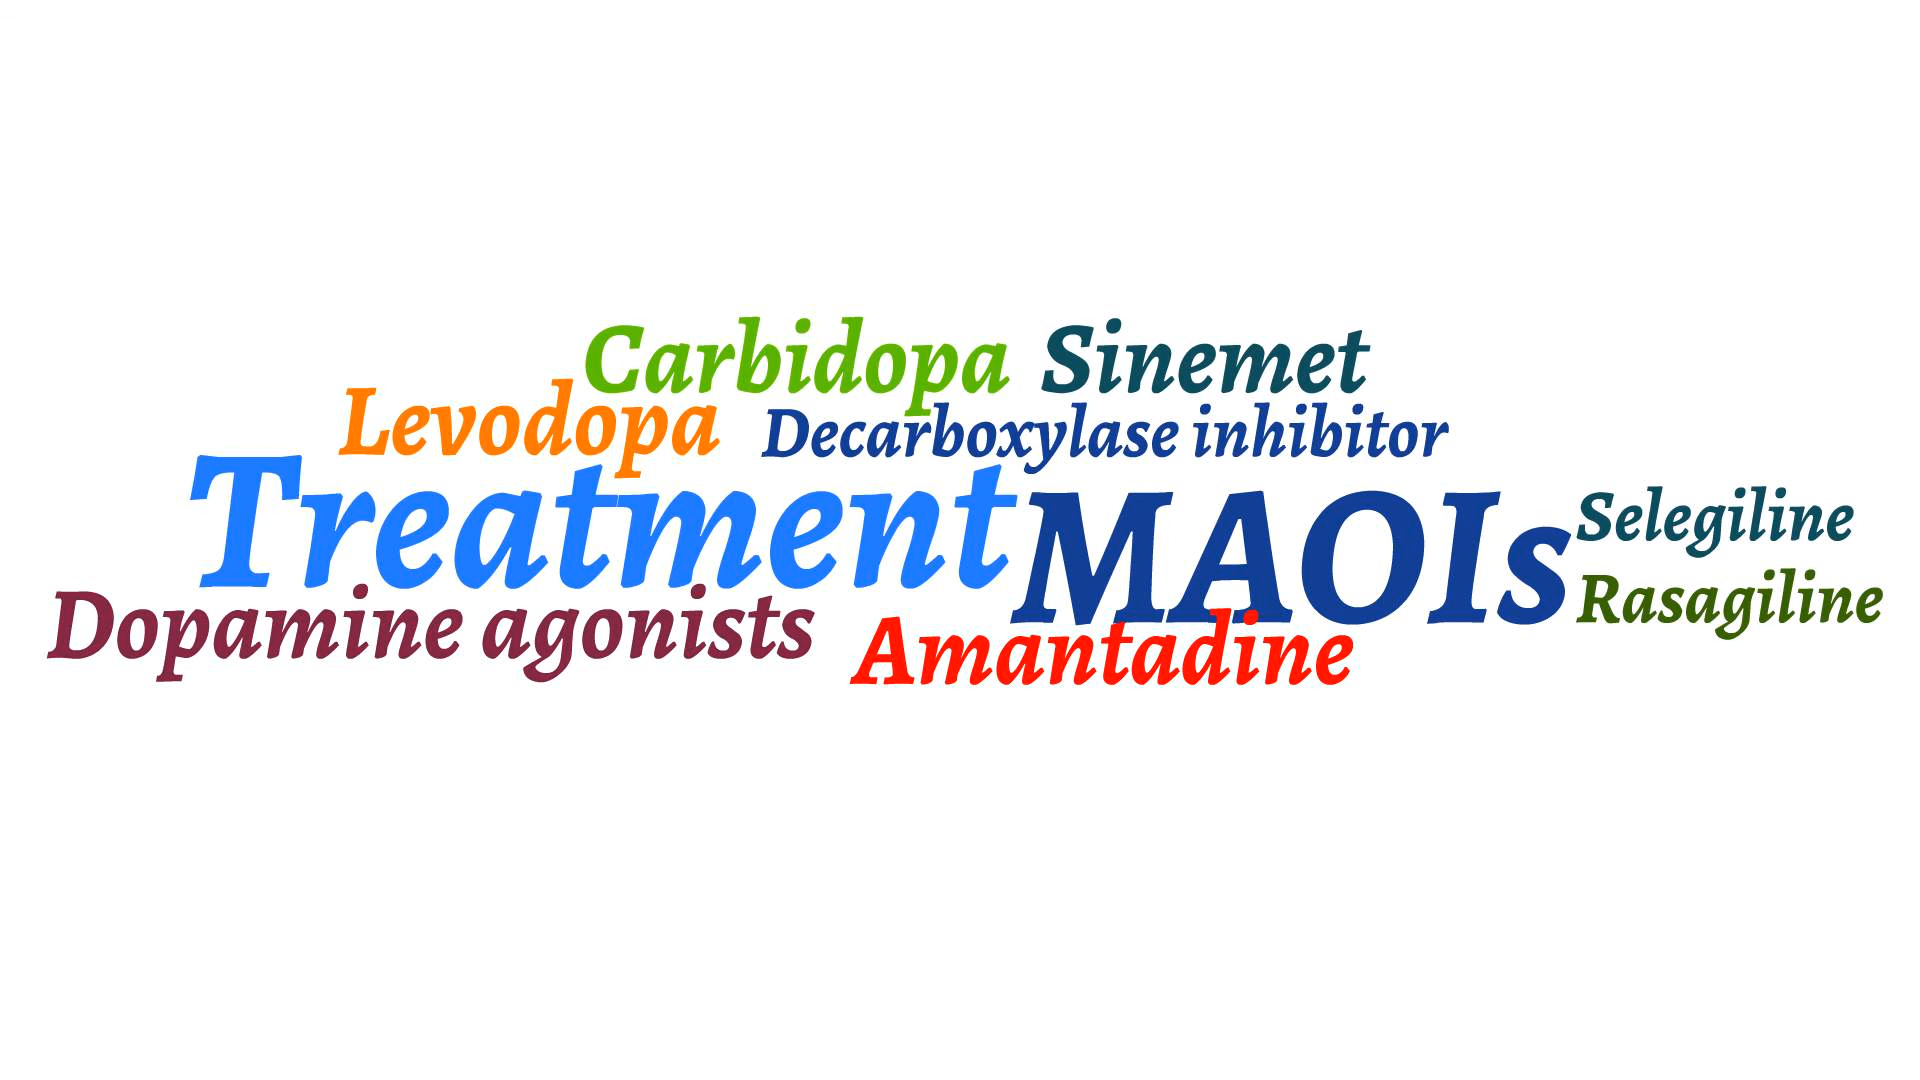 Carbidopa Sinemet
Levodopa Decarboxylase inhibitor
Treatment MAOIs Selegiline
Rasagiline
Dopamine agonists Amantadine